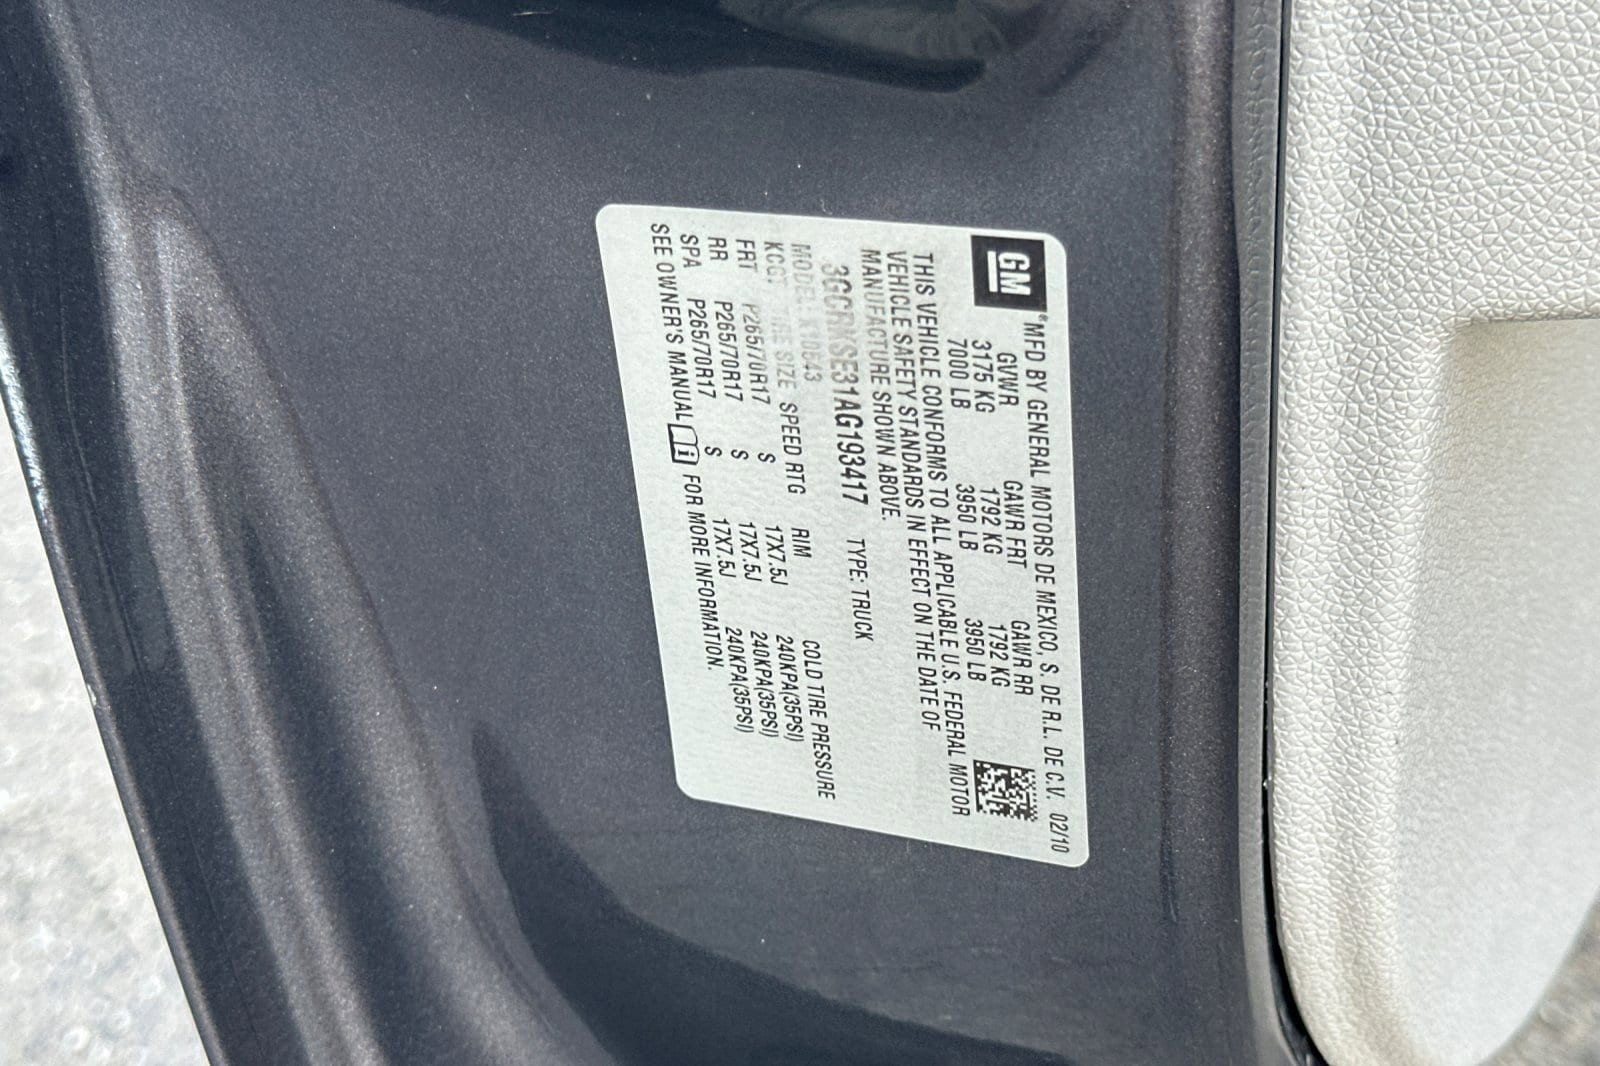 GM ®MFD BY GENERAL MOTORS DE MEXICO, S. DE R.L. DE C.V. 02/10
GVWR GAWR FRT GAWR RR
3175 KG 1792 KG 1792 KG
7000 LB 3950 LB 3950 LB
THIS VEHICLE CONFORMS TO ALL APPLICABLE U.S. FEDERAL MOTOR
VEHICLE SAFETY STANDARDS IN EFFECT ON THE DATE OF
MANUFACTURE SHOWN ABOVE.
3GCRKSE31AG193417 TYPE: TRUCK
MODEL: K10543
TIRE SIZE SPEED RTG RIM COLD TIRE PRESSURE
FRT P265/70R17 S 17X7.5J 240KPA(35PSI)
RR P265/70R17 S 17X7.5J 240KPA(35PSI)
SPA P265/70R17 S 17X7.5J 240KPA(35PSI)
SEE OWNER'S MANUAL FOR MORE INFORMATION.